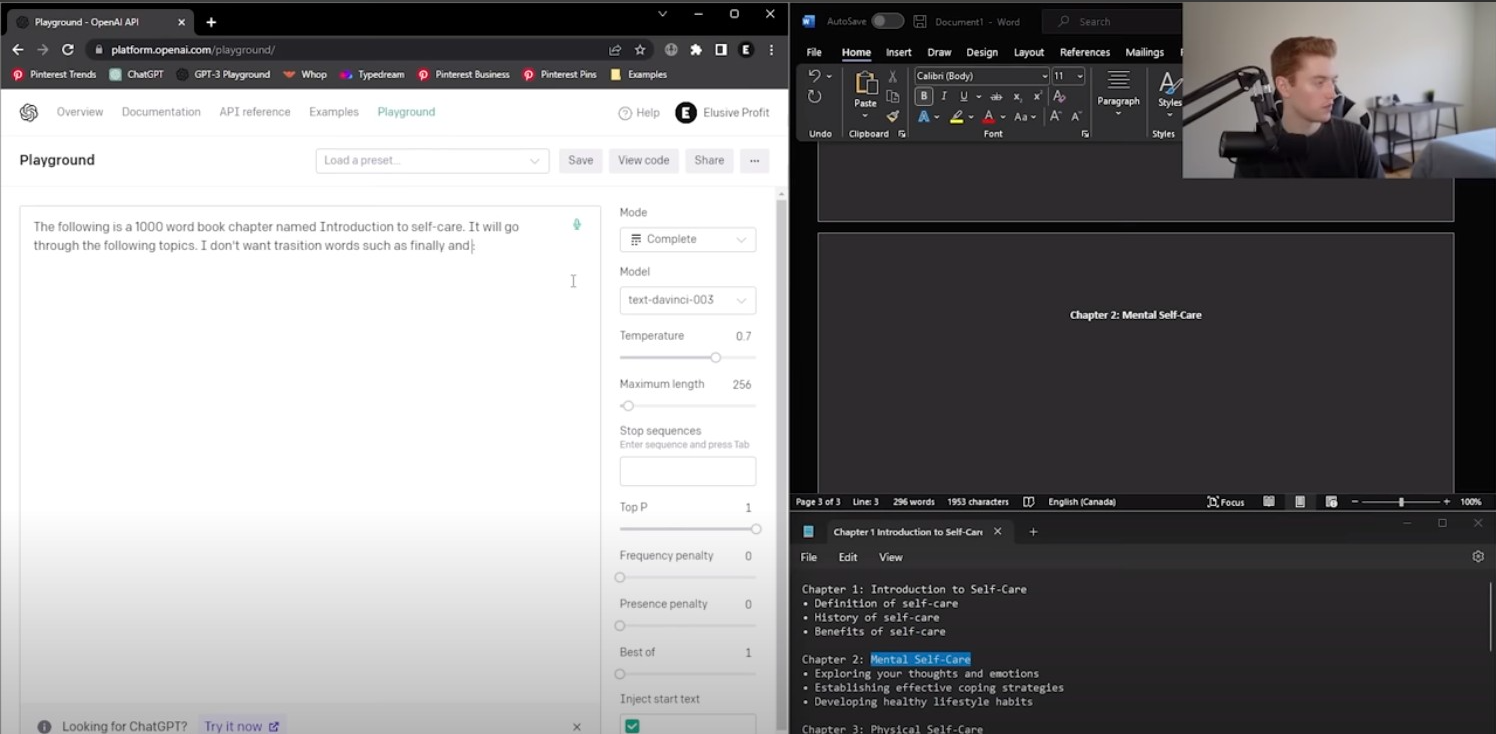 Playground - OpenAI API
platform.openai.com/playground/
Pinterest Trends ChatGPT GPT-3 Playground Whop Typedream Pinterest Business Pinterest Pins Examples
Overview Documentation API reference Examples Playground Help E Elusive Profit
Playground Load a preset... Save View code Share ...
The following is a 1000 word book chapter named Introduction to self-care. It will go
through the following topics. I don't want trasition words such as finally and:
Mode
Complete
Model
text-davinci-003
Temperature 0.7
Maximum length 256
Stop sequences
Enter sequence and press Tab
Top P 1
Frequency penalty 0
Presence penalty 0
Best of 1
Inject start text
Looking for ChatGPT? Try it now
AutoSave Document1 - Word Search
File Home Insert Draw Design Layout References Mailings
Calibri (Body) 11
Paste
B I U ab x x
Aa A A
Paragraph Styles
Undo Clipboard Font Styles
Chapter 2: Mental Self-Care
Page 3 of 3 Line: 3 296 words 1953 characters English (Canada) Focus 100%
Chapter 1 Introduction to Self-Car
File Edit View
Chapter 1: Introduction to Self-Care
• Definition of self-care
• History of self-care
• Benefits of self-care
Chapter 2: Mental Self-Care
• Exploring your thoughts and emotions
• Establishing effective coping strategies
• Developing healthy lifestyle habits
Chapter 3: Physical Self-Care